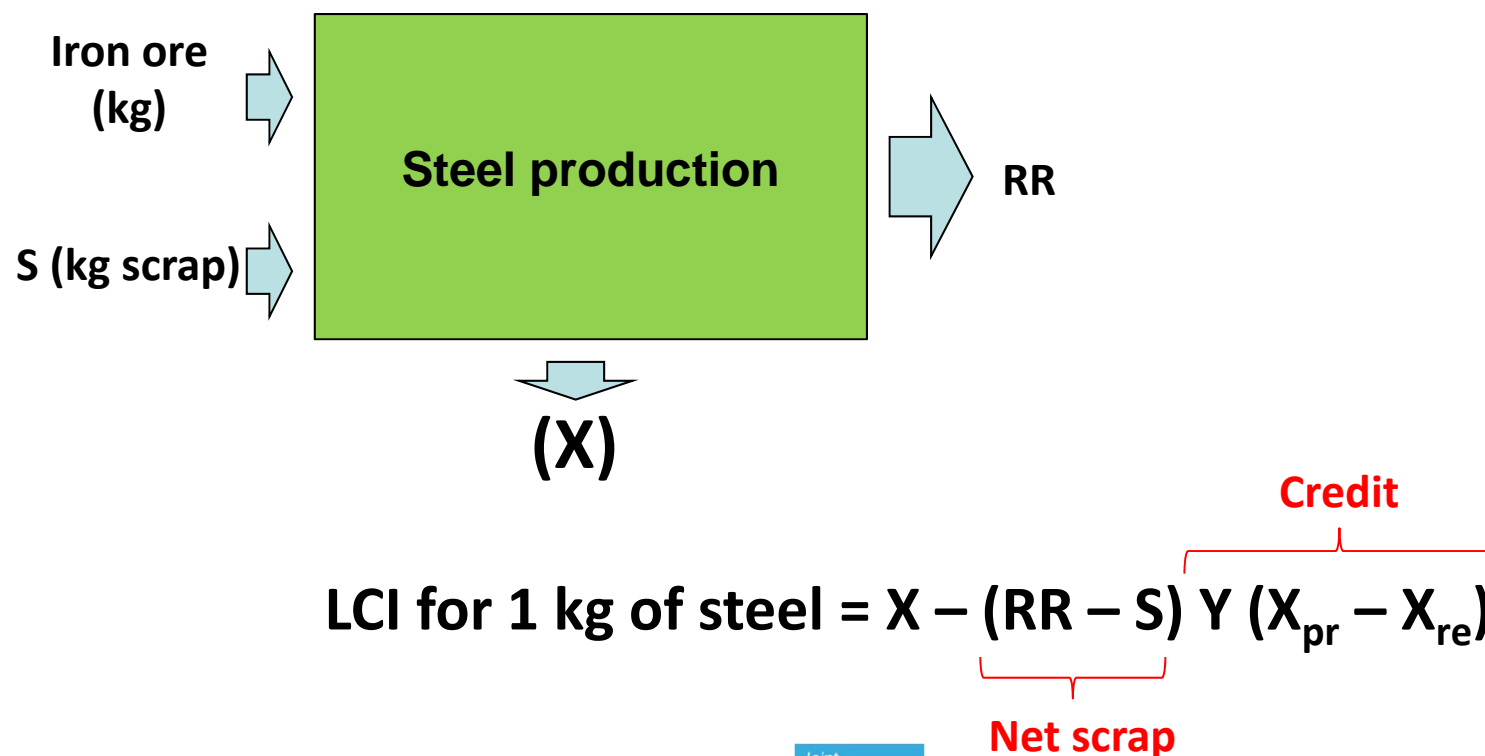 Iron ore
(kg)
Steel production
RR
S (kg scrap)
(X)
Credit
LCI for 1 kg of steel = X – (RR – S) Y (Xpr – Xre)
Net scrap
Joint